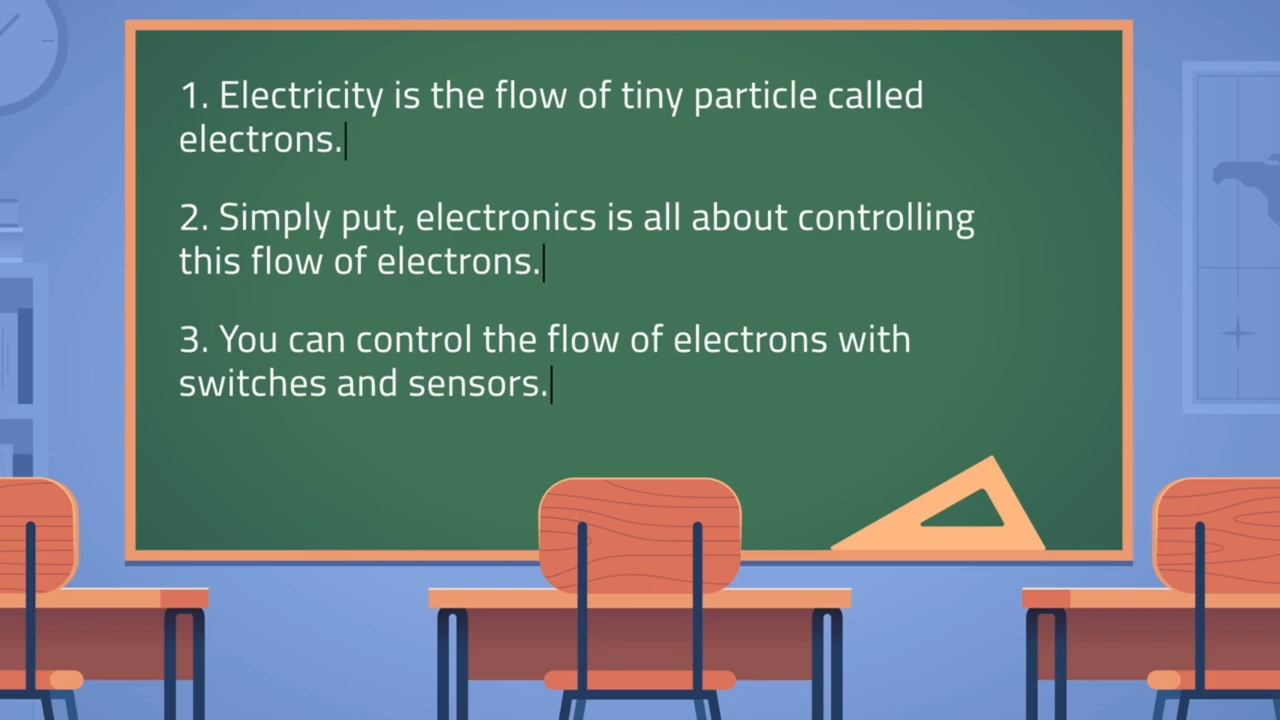 1. Electricity is the flow of tiny particle called
electrons.
2. Simply put, electronics is all about controlling
this flow of electrons.
3. You can control the flow of electrons with
switches and sensors.